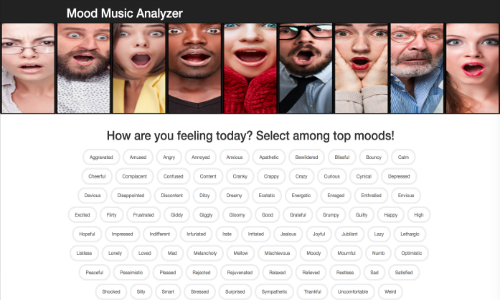 Mood Music Analyzer
How are you feeling today? Select among top moods!
Aggravated Amused Angry Annoyed Anxious Apathetic Bewildered Blissful Bouncy Calm
Cheerful Complacent Confused Content Cranky Crappy Crazy Curious Cynical Depressed
Devious Disappointed Discontent Ditzy Dreamy Ecstatic Energetic Enraged Enthralled Envious
Excited Flirty Frustrated Giddy Giggly Gloomy Good Grateful Grumpy Guilty Happy High
Hopeful Impressed Indifferent Infuriated Irate Irritated Jealous Joyful Jubilant Lazy Lethargic
Listless Lonely Loved Mad Melancholy Mellow Mischievous Moody Mournful Numb Optimistic
Peaceful Pessimistic Pleased Rejected Rejuvenated Relaxed Relieved Restless Sad Satisfied
Shocked Silly Smart Stressed Surprised Sympathetic Thankful Uncomfortable Weird